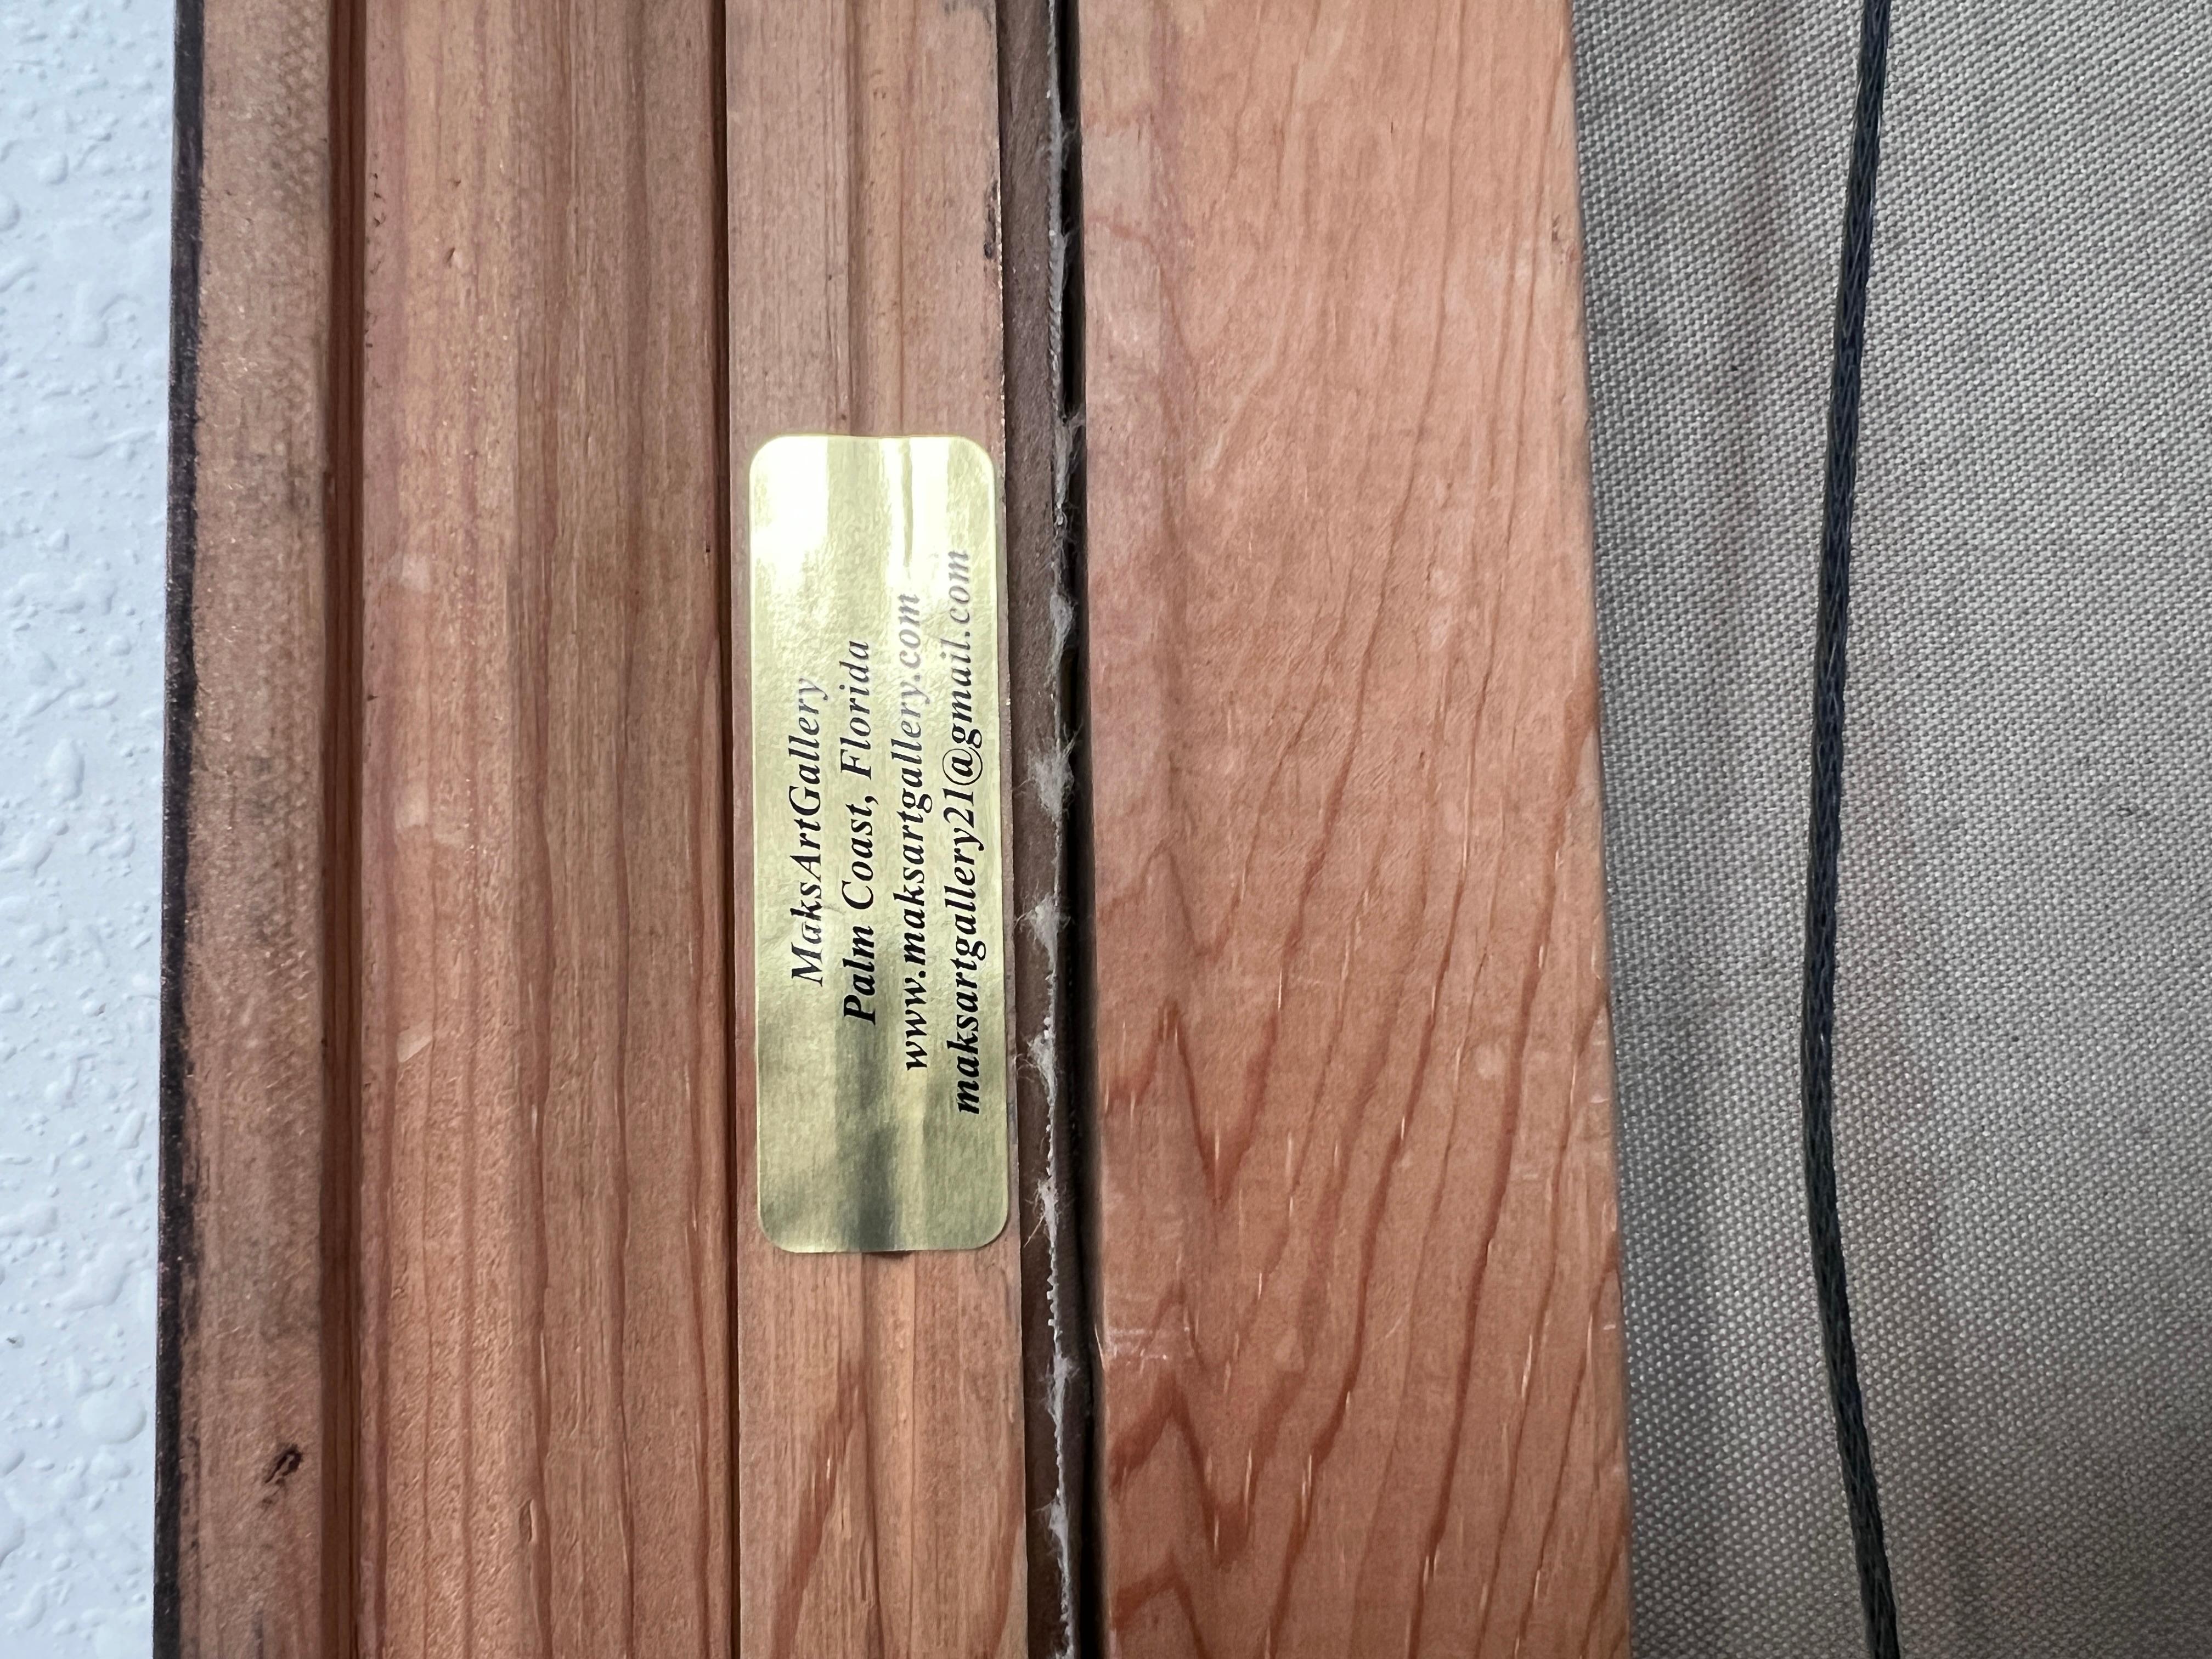 MaksArtGallery
Palm Coast, Florida
www.maksartgallery.com
maksartgallery21@gmail.com